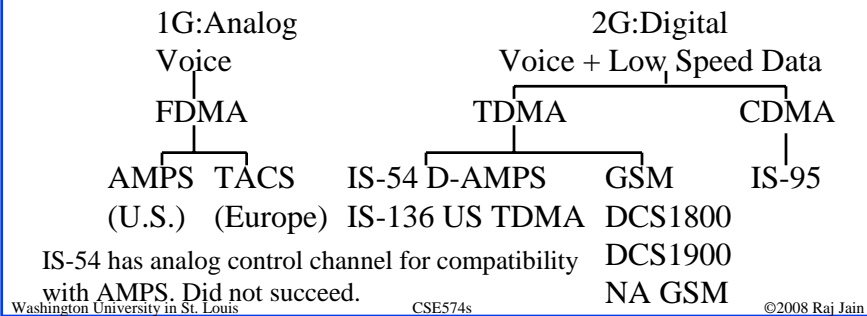 1G:Analog
Voice
2G:Digital
Voice + Low Speed Data
FDMA
TDMA
CDMA
AMPS TACS
(U.S.) (Europe)
IS-54 D-AMPS
IS-136 US TDMA
GSM
DCS1800
DCS1900
NA GSM
IS-95
IS-54 has analog control channel for compatibility
with AMPS. Did not succeed.
Washington University in St. Louis CSE574s ©2008 Raj Jain